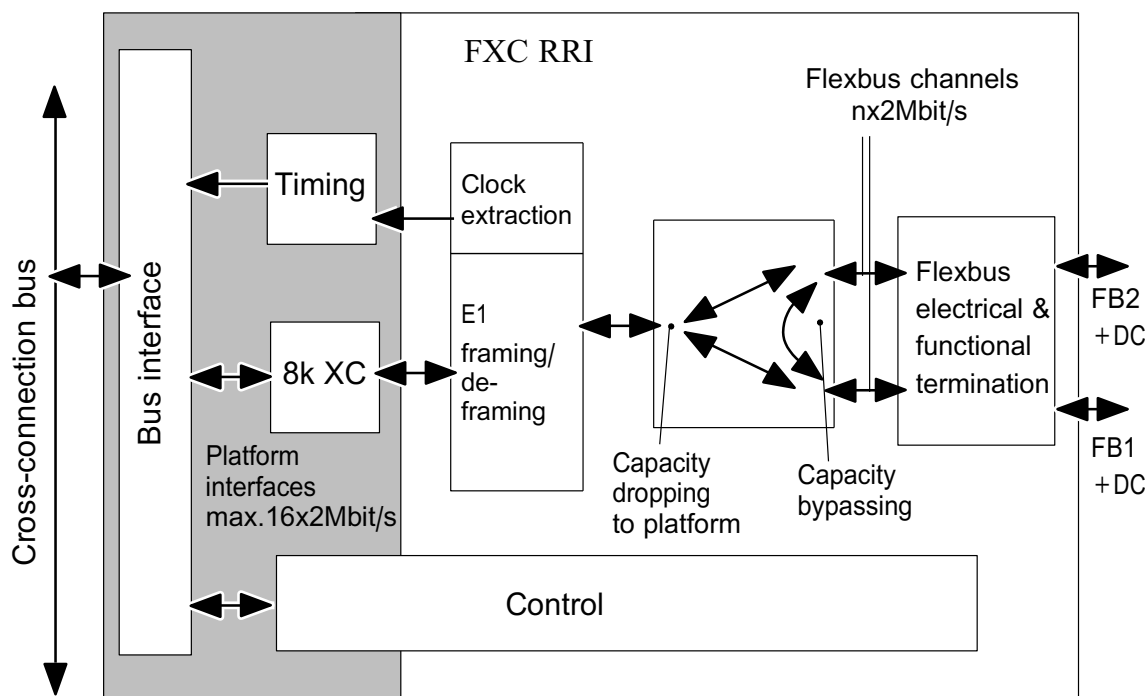 FXC RRI
Flexbus channels
nx2Mbit/s
Cross-connection bus
Bus interface
Timing
Clock
extraction
8k XC
E1
framing/
de-
framing
Platform
interfaces
max.16x2Mbit/s
Capacity
dropping
to platform
Capacity
bypassing
Flexbus
electrical &
functional
termination
FB2
+DC
FB1
+DC
Control